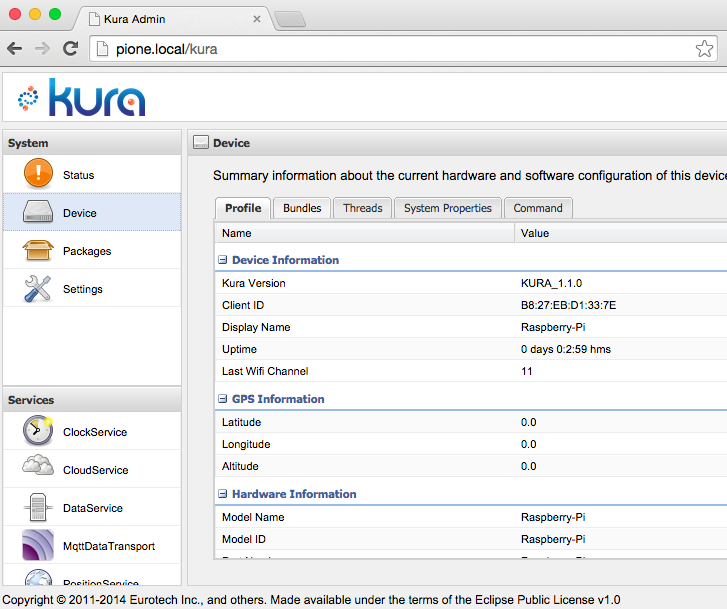 Kura Admin
pione.local/kura
kura
System
Status
Device
Packages
Settings
Services
ClockService
CloudService
DataService
MqttDataTransport
PositionService
Device
Summary information about the current hardware and software configuration of this device
Profile Bundles Threads System Properties Command
Name Value
Device Information
Kura Version KURA_1.1.0
Client ID B8:27:EB:D1:33:7E
Display Name Raspberry-Pi
Uptime 0 days 0:2:59 hms
Last Wifi Channel 11
GPS Information
Latitude 0.0
Longitude 0.0
Altitude 0.0
Hardware Information
Model Name Raspberry-Pi
Model ID Raspberry-Pi
Copyright © 2011-2014 Eurotech Inc., and others. Made available under the terms of the Eclipse Public License v1.0